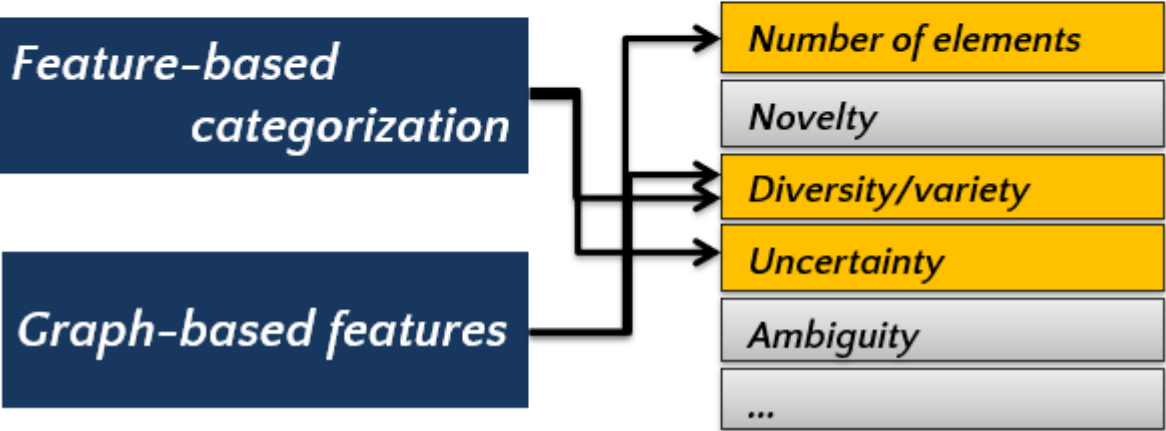 Feature-based
categorization
Graph-based features
Number of elements
Novelty
Diversity/variety
Uncertainty
Ambiguity
...